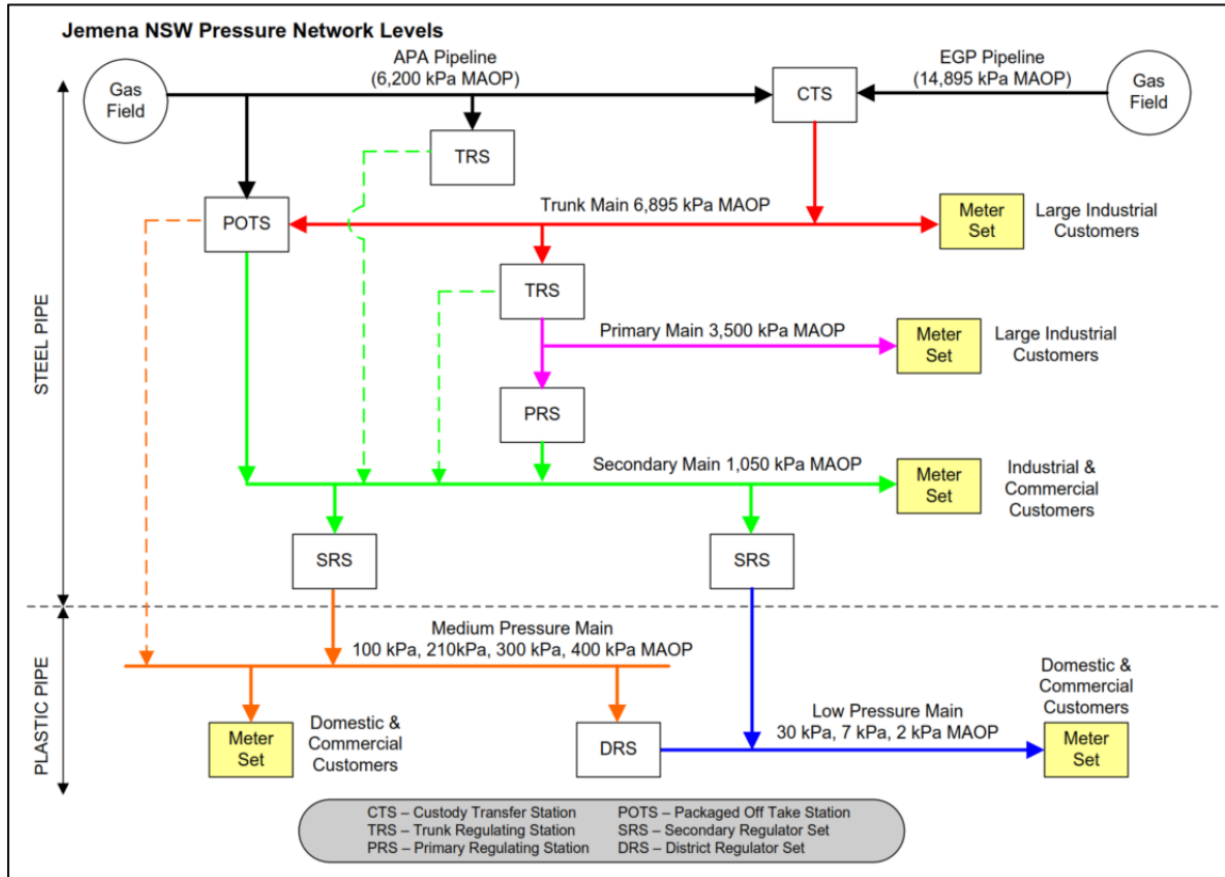 Jemena NSW Pressure Network Levels
APA Pipeline
(6,200 kPa MAOP)
EGP Pipeline
(14,895 kPa MAOP)
Gas
Field
CTS
Gas
Field
TRS
POTS
Trunk Main 6,895 kPa MAOP
Meter
Set
Large Industrial
Customers
TRS
Primary Main 3,500 kPa MAOP
Meter
Set
Large Industrial
Customers
STEEL PIPE
PRS
Secondary Main 1,050 kPa MAOP
Meter
Set
Industrial &
Commercial
Customers
SRS
SRS
Medium Pressure Main
100 kPa, 210kPa, 300 kPa, 400 kPa MAOP
PLASTIC PIPE
Meter
Set
Domestic &
Commercial
Customers
DRS
Low Pressure Main
30 kPa, 7 kPa, 2 kPa MAOP
Domestic &
Commercial
Customers
Meter
Set
CTS – Custody Transfer Station
POTS – Packaged Off Take Station
TRS – Trunk Regulating Station
SRS – Secondary Regulator Set
PRS – Primary Regulating Station
DRS – District Regulator Set